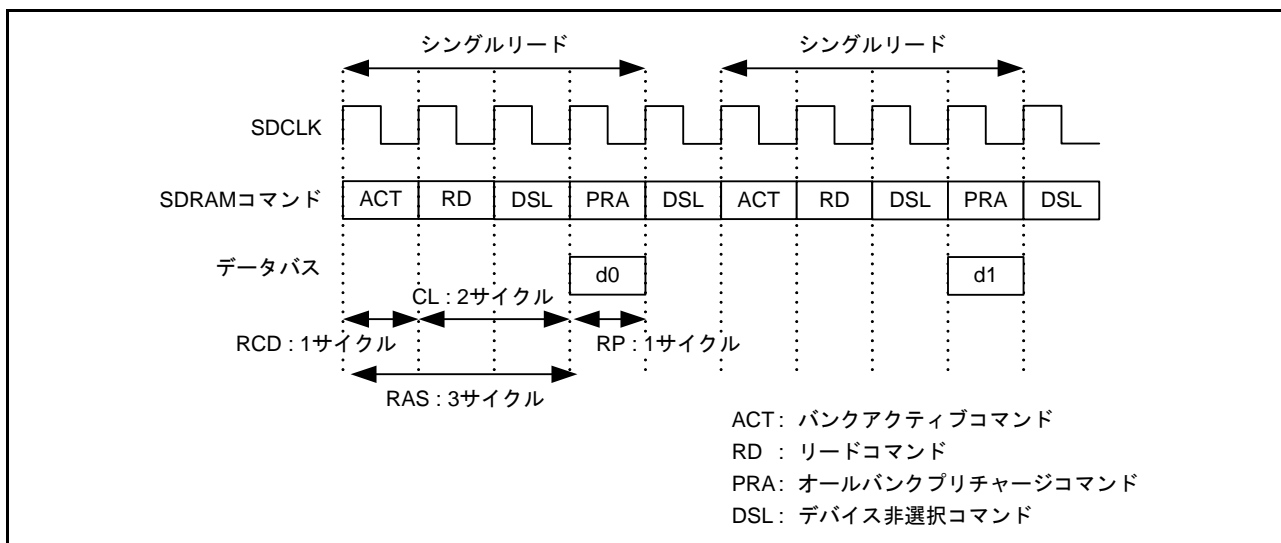 シングルリード シングルリード
SDCLK
SDRAMコマンド ACT RD DSL PRA DSL ACT RD DSL PRA DSL
データバス d0 d1
CL : 2サイクル
RCD : 1サイクル RP : 1サイクル
RAS : 3サイクル
ACT : バンクアクティブコマンド
RD : リードコマンド
PRA : オールバンクプリチャージコマンド
DSL : デバイス非選択コマンド